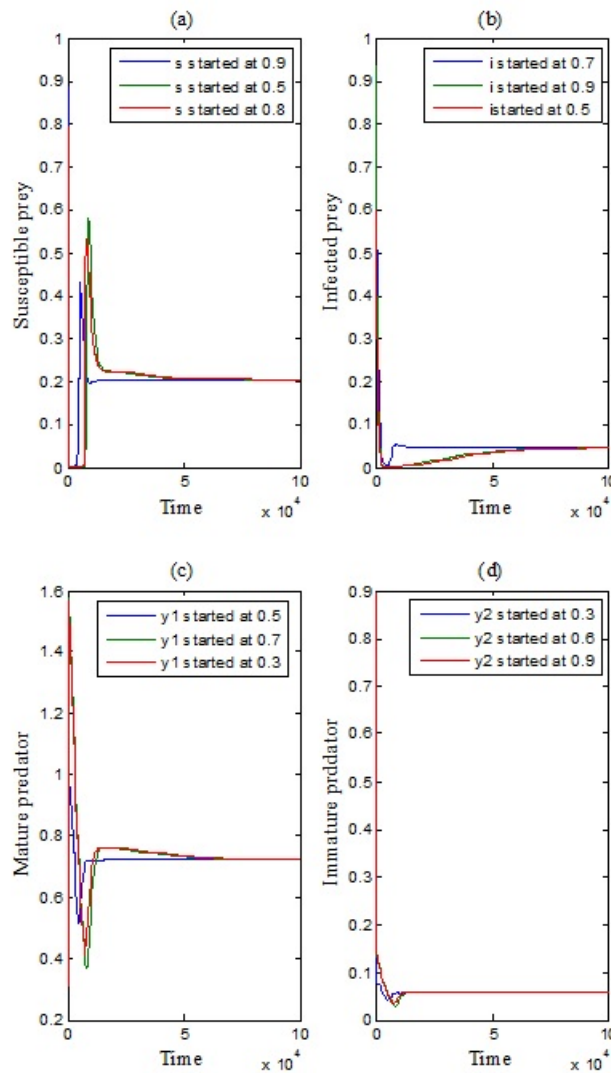 (a)
s started at 0.9
s started at 0.5
s started at 0.8
Susceptible prey
1
0.9
0.8
0.7
0.6
0.5
0.4
0.3
0.2
0.1
0
0 5 10
Time
x 10^4
(b)
i started at 0.7
i started at 0.9
istarted at 0.5
Infected prey
1
0.9
0.8
0.7
0.6
0.5
0.4
0.3
0.2
0.1
0
0 5 10
Time
x 10^4
(c)
y1 started at 0.5
y1 started at 0.7
y1 started at 0.3
Mature predator
1.6
1.4
1.2
1
0.8
0.6
0.4
0.2
0 5 10
Time
x 10^4
(d)
y2 started at 0.3
y2 started at 0.6
y2 started at 0.9
Immature prddator
0.9
0.8
0.7
0.6
0.5
0.4
0.3
0.2
0.1
0
0 5 10
Time
x 10^4